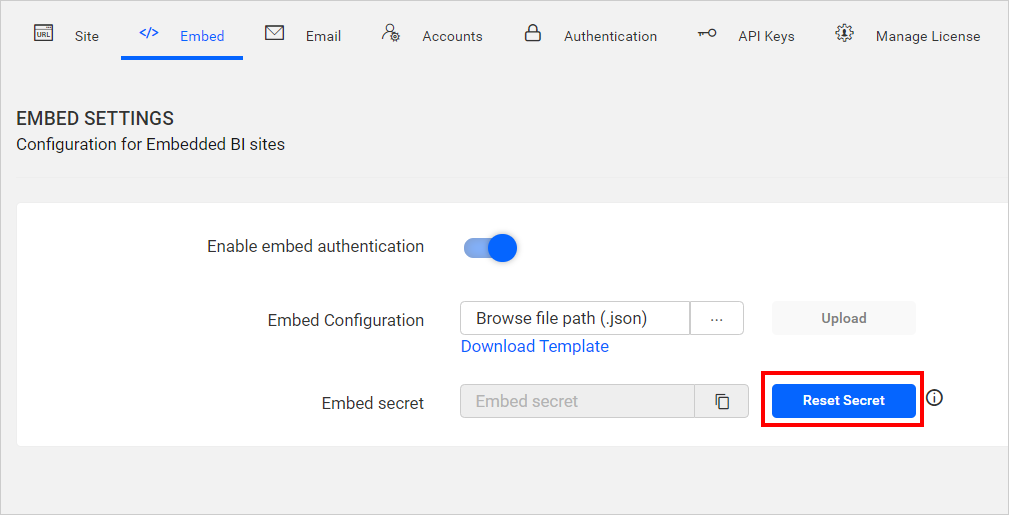 URL Site </> Embed Email Accounts Authentication API Keys Manage License
EMBED SETTINGS
Configuration for Embedded BI sites
Enable embed authentication
Embed Configuration Browse file path (.json) ... Upload
Download Template
Embed secret Embed secret Reset Secret